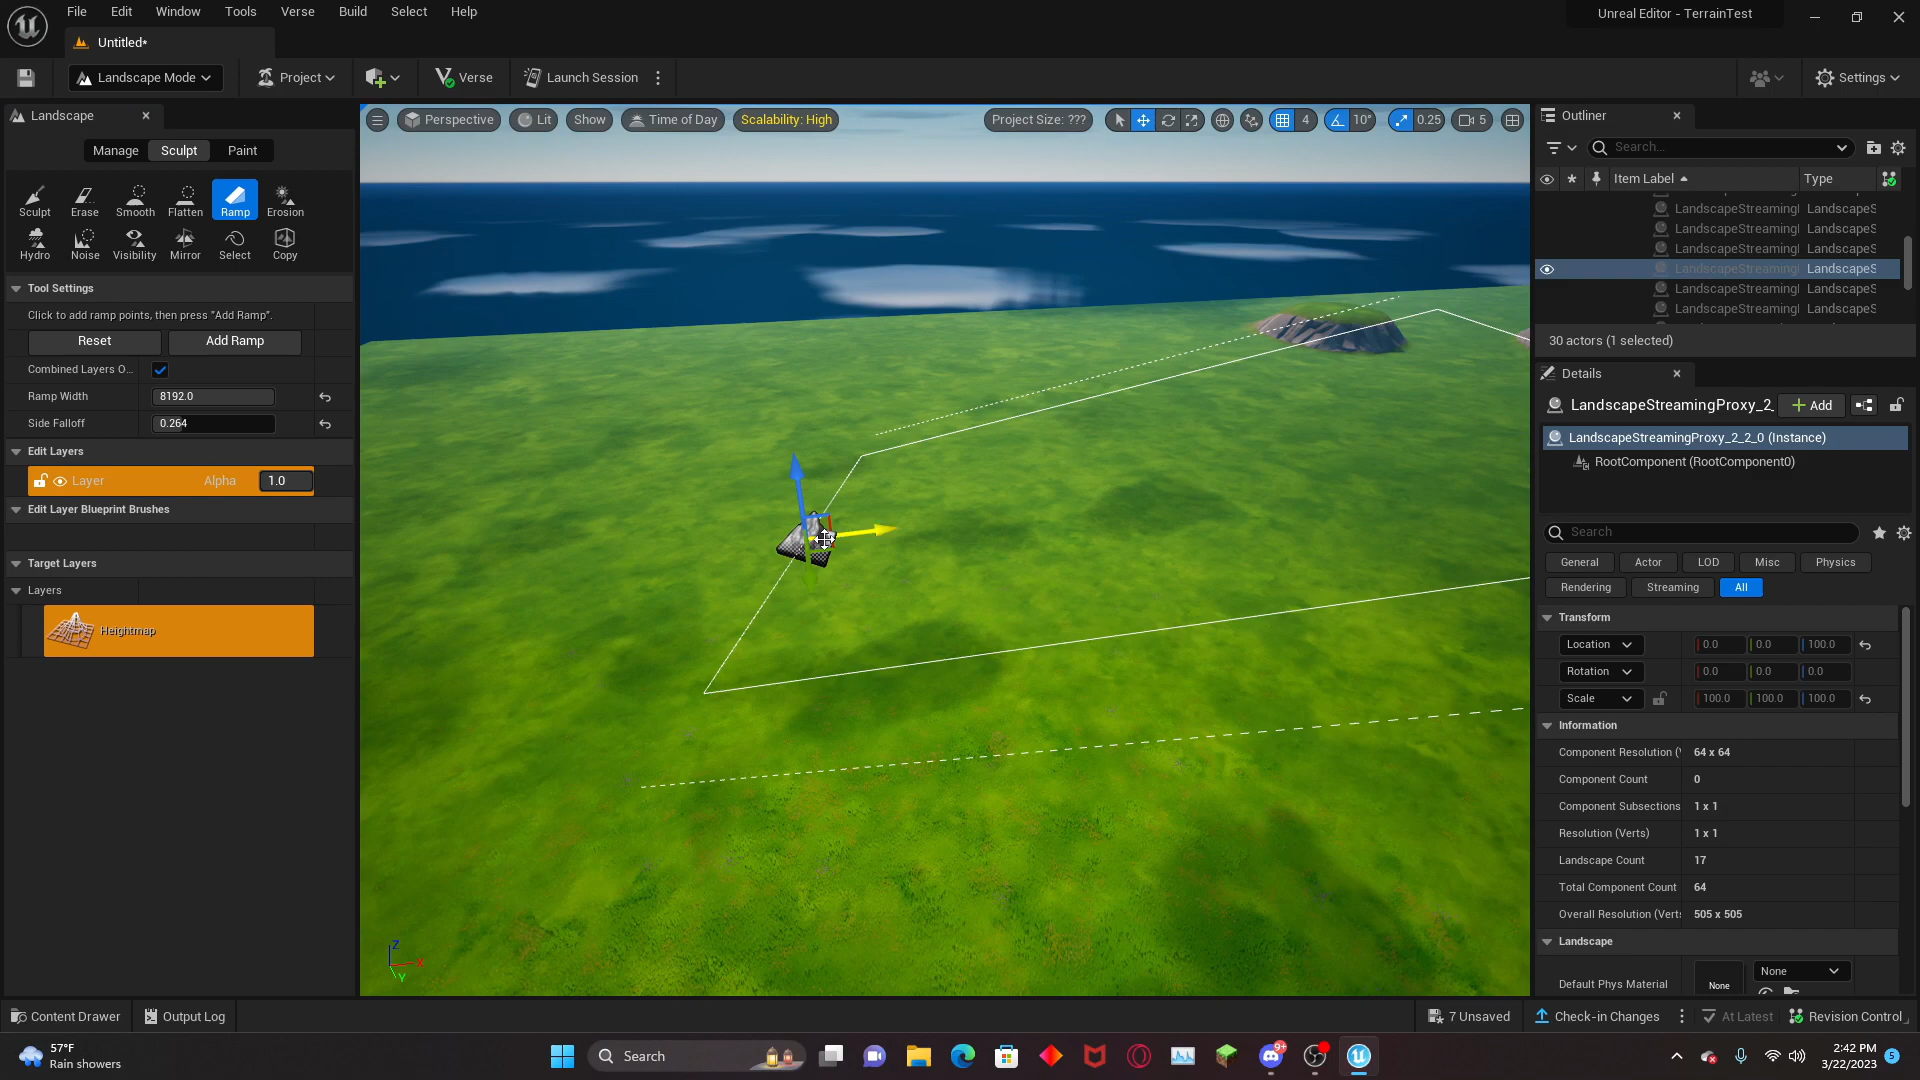 File Edit Window Tools Verse Build Select Help
Unreal Editor - TerrainTest
Untitled*
Landscape Mode
Project
Verse
Launch Session
Settings
Landscape
Manage Sculpt Paint
Sculpt Erase Smooth Flatten Ramp Erosion
Hydro Noise Visibility Mirror Select Copy
Tool Settings
Click to add ramp points, then press "Add Ramp".
Reset Add Ramp
Combined Layers O...
Ramp Width 8192.0
Side Falloff 0.264
Edit Layers
Layer Alpha 1.0
Edit Layer Blueprint Brushes
Target Layers
Layers
Heightmap
Perspective Lit Show Time of Day Scalability: High Project Size: ??? 4 10° 0.25 5
Z
X
Y
Outliner
Search...
Item Label Type
LandscapeStreamingI LandscapeS
LandscapeStreamingI LandscapeS
LandscapeStreamingI LandscapeS
LandscapeStreamingI LandscapeS
LandscapeStreamingI LandscapeS
LandscapeStreamingI LandscapeS
30 actors (1 selected)
Details
LandscapeStreamingProxy_2_ Add
LandscapeStreamingProxy_2_2_0 (Instance)
RootComponent (RootComponent0)
Search
General Actor LOD Misc Physics
Rendering Streaming All
Transform
Location 0.0 0.0 100.0
Rotation 0.0 0.0 0.0
Scale 100.0 100.0 100.0
Information
Component Resolution (V 64 x 64
Component Count 0
Component Subsections 1 x 1
Resolution (Verts) 1 x 1
Landscape Count 17
Total Component Count 64
Overall Resolution (Verts 505 x 505
Landscape
Default Phys Material None None
Content Drawer Output Log 7 Unsaved Check-in Changes At Latest Revision Control
57°F
Rain showers
Search
9+
2:42 PM
3/22/2023
5